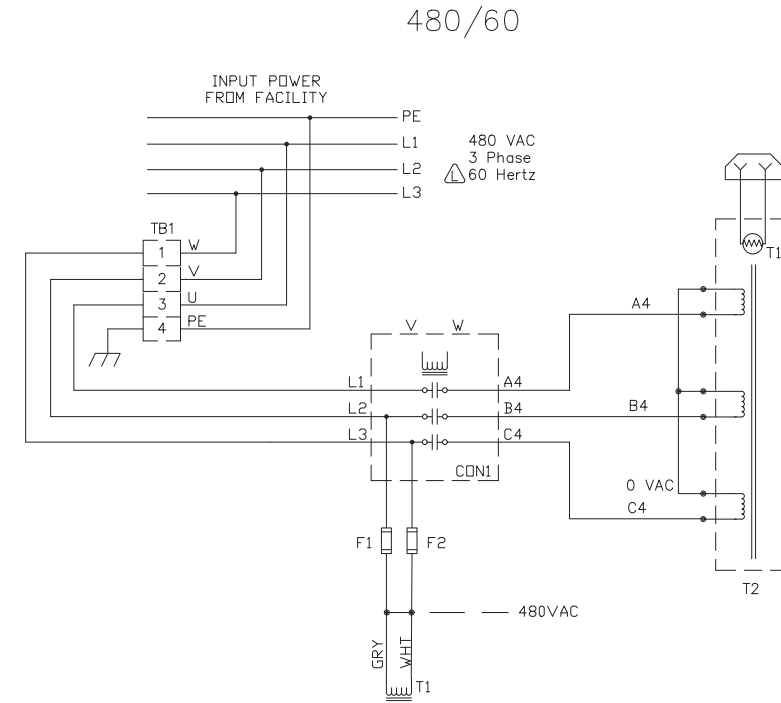 480/60
INPUT POWER
FROM FACILITY
PE
L1
L2
L3
480 VAC
3 Phase
L 60 Hertz
TB1
1 W
2 V
3 U
4 PE
T1
V W
A4
B4
0 VAC
C4
L1 A4
L2 B4
L3 C4
CON1
F1 F2
480VAC
T2
GRY
WHT
T1